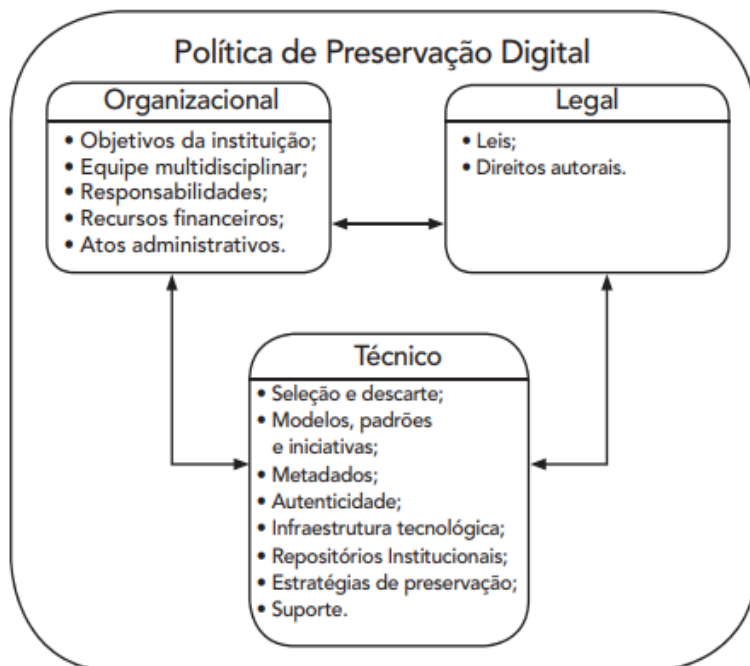 Política de Preservação Digital
Organizacional
• Objetivos da instituição;
• Equipe multidisciplinar;
• Responsabilidades;
• Recursos financeiros;
• Atos administrativos.
Legal
• Leis;
• Direitos autorais.
Técnico
• Seleção e descarte;
• Modelos, padrões
e iniciativas;
• Metadados;
• Autenticidade;
• Infraestrutura tecnológica;
• Repositórios Institucionais;
• Estratégias de preservação;
• Suporte.